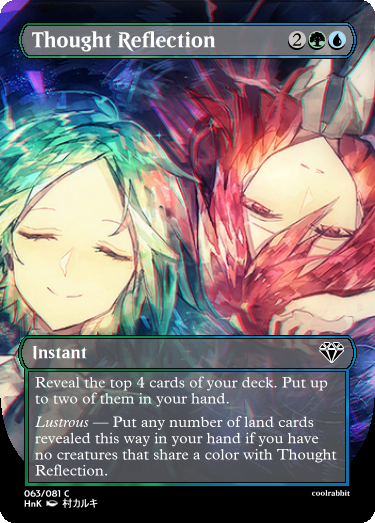 Thought Reflection 2
Instant
Reveal the top 4 cards of your deck. Put up
to two of them in your hand.
Lustrous — Put any number of land cards
revealed this way in your hand if you have
no creatures that share a color with Thought
Reflection.
063/081 C
HnK 村カルキ
coolrabbit